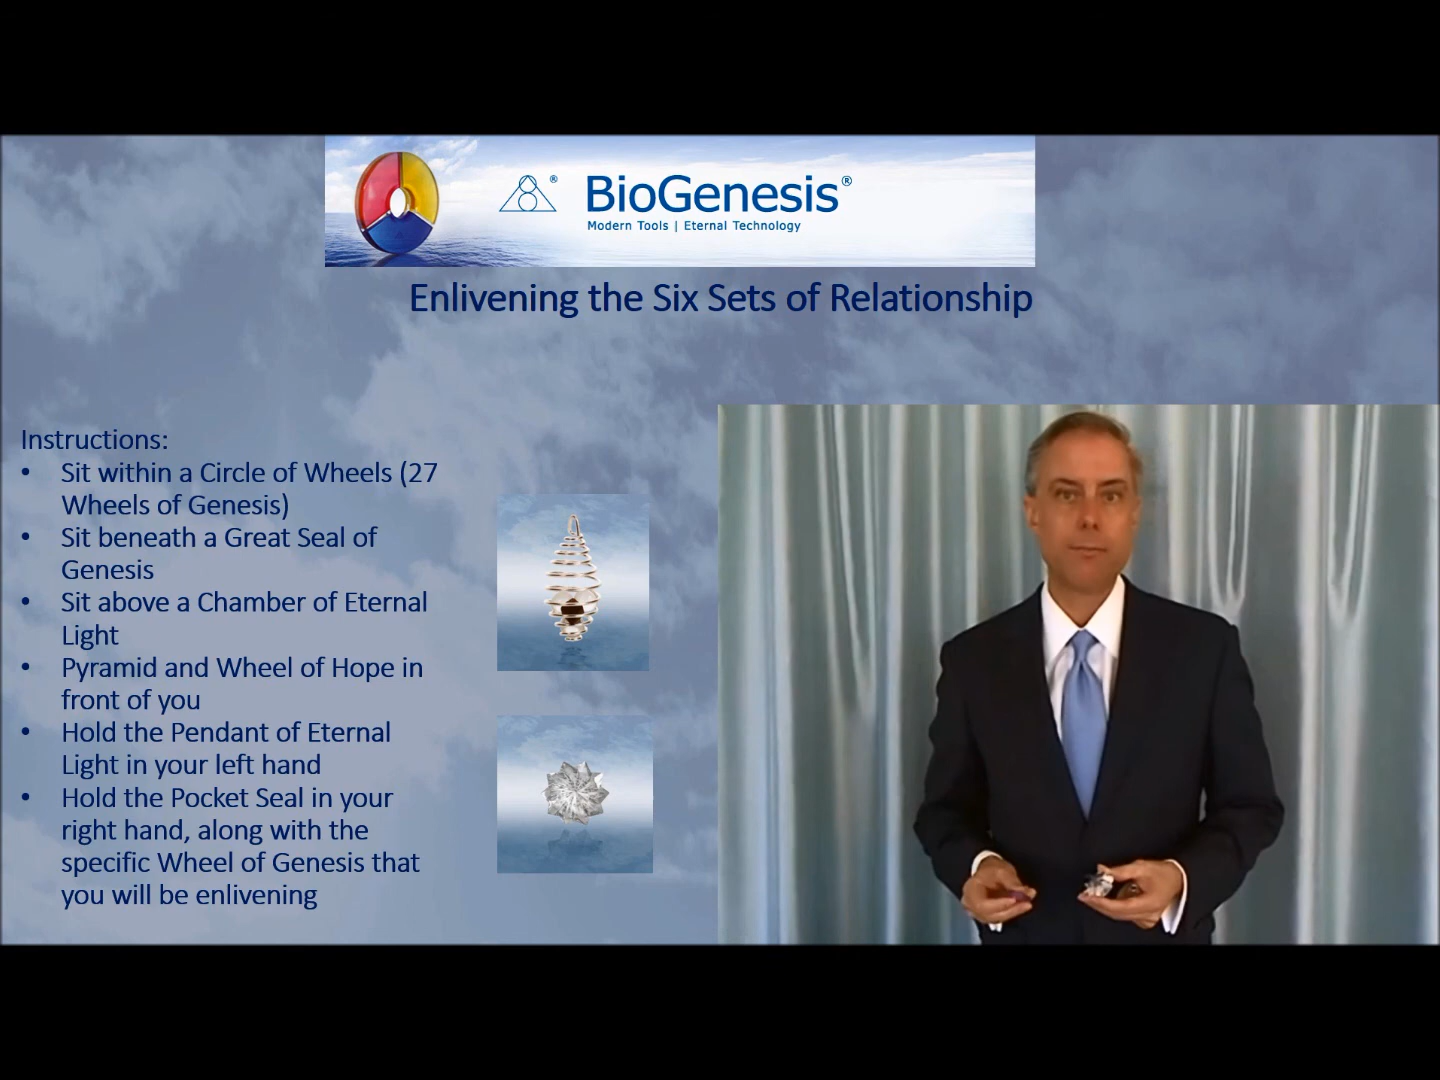 BioGenesis®
Modern Tools | Eternal Technology
Enlivening the Six Sets of Relationship
Instructions:
• Sit within a Circle of Wheels (27
Wheels of Genesis)
• Sit beneath a Great Seal of
Genesis
• Sit above a Chamber of Eternal
Light
• Pyramid and Wheel of Hope in
front of you
• Hold the Pendant of Eternal
Light in your left hand
• Hold the Pocket Seal in your
right hand, along with the
specific Wheel of Genesis that
you will be enlivening